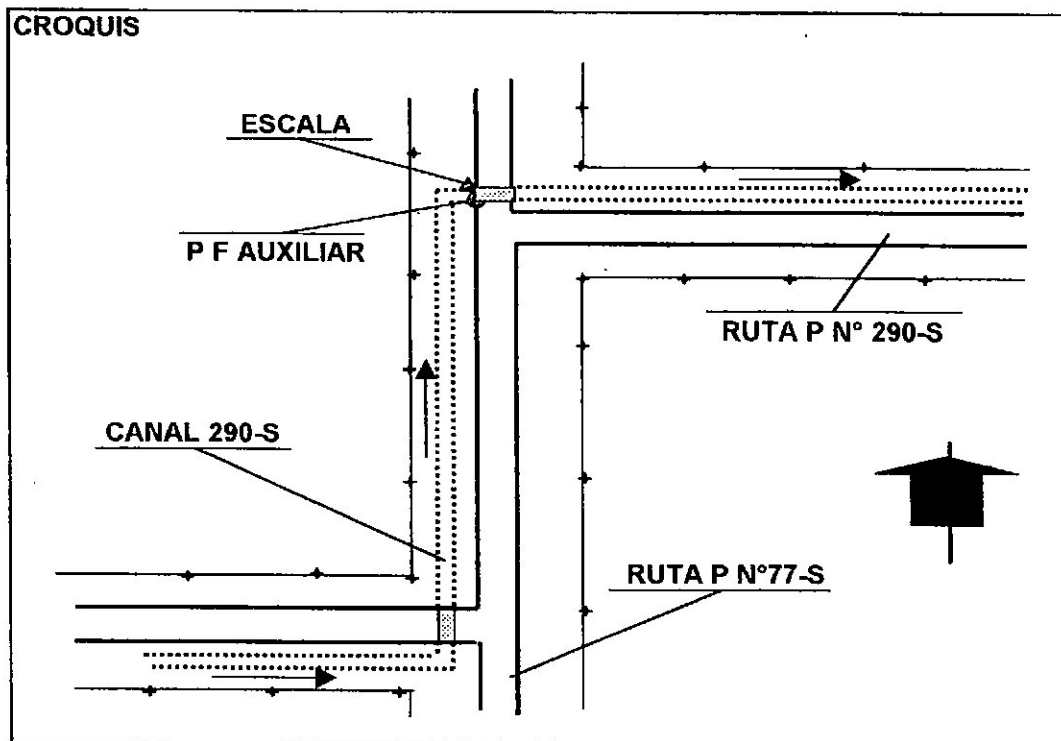 CROQUIS
ESCALA
P F AUXILIAR
RUTA P N° 290-S
CANAL 290-S
RUTA P N°77-S